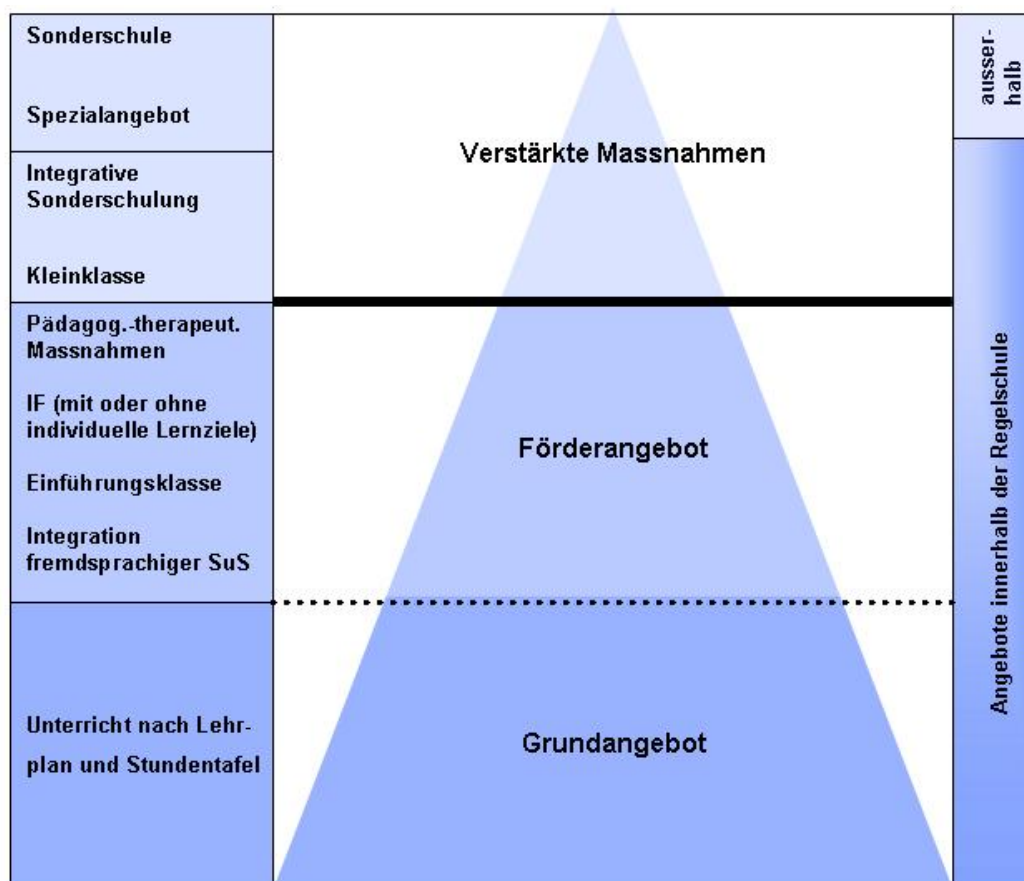 Sonderschule
Spezialangebot
Integrative
Sonderschulung
Kleinklasse
Pädagog.-therapeut.
Massnahmen
IF (mit oder ohne
individuelle Lernziele)
Einführungsklasse
Integration
fremdsprachiger SuS
Unterricht nach Lehr-
plan und Stundentafel
Verstärkte Massnahmen
Förderangebot
Grundangebot
ausser-
halb
Angebote innerhalb der Regelschule